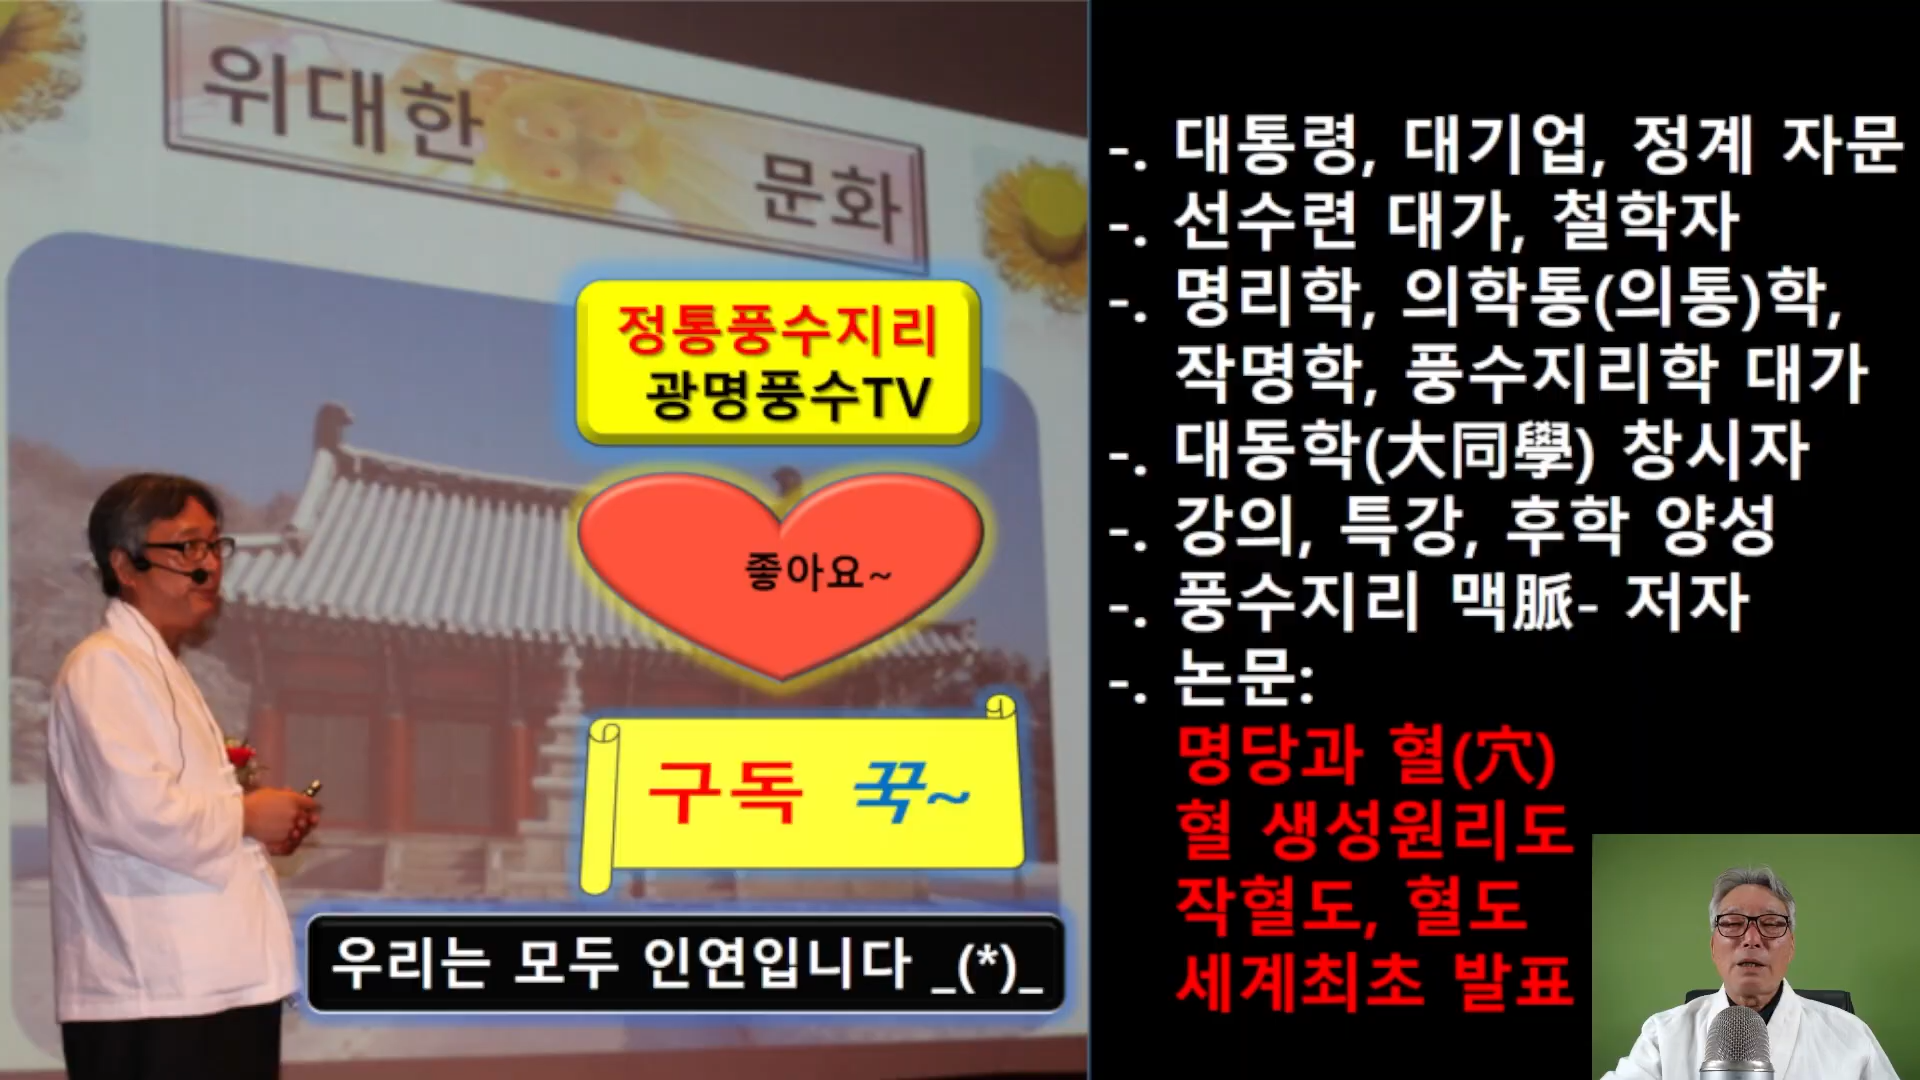 위대한
문화
정통풍수지리
광명풍수TV
좋아요~
구독 꾹~
우리는 모두 인연입니다 _(*)_
-. 대통령, 대기업, 정계 자문
-. 선수련 대가, 철학자
-. 명리학, 의학통(의통)학,
작명학, 풍수지리학 대가
-. 대동학(大同學) 창시자
-. 강의, 특강, 후학 양성
-. 풍수지리 맥脈- 저자
-. 논문:
명당과 혈(穴)
혈 생성원리도
작혈도, 혈도
세계최초 발표